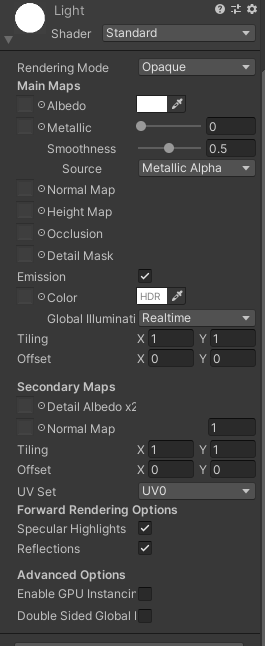 Light
Shader Standard
Rendering Mode Opaque
Main Maps
Albedo
Metallic 0
Smoothness 0.5
Source Metallic Alpha
Normal Map
Height Map
Occlusion
Detail Mask
Emission
Color HDR
Global Illuminati Realtime
Tiling X 1 Y 1
Offset X 0 Y 0
Secondary Maps
Detail Albedo x2
Normal Map 1
Tiling X 1 Y 1
Offset X 0 Y 0
UV Set UV0
Forward Rendering Options
Specular Highlights
Reflections
Advanced Options
Enable GPU Instancin
Double Sided Global I